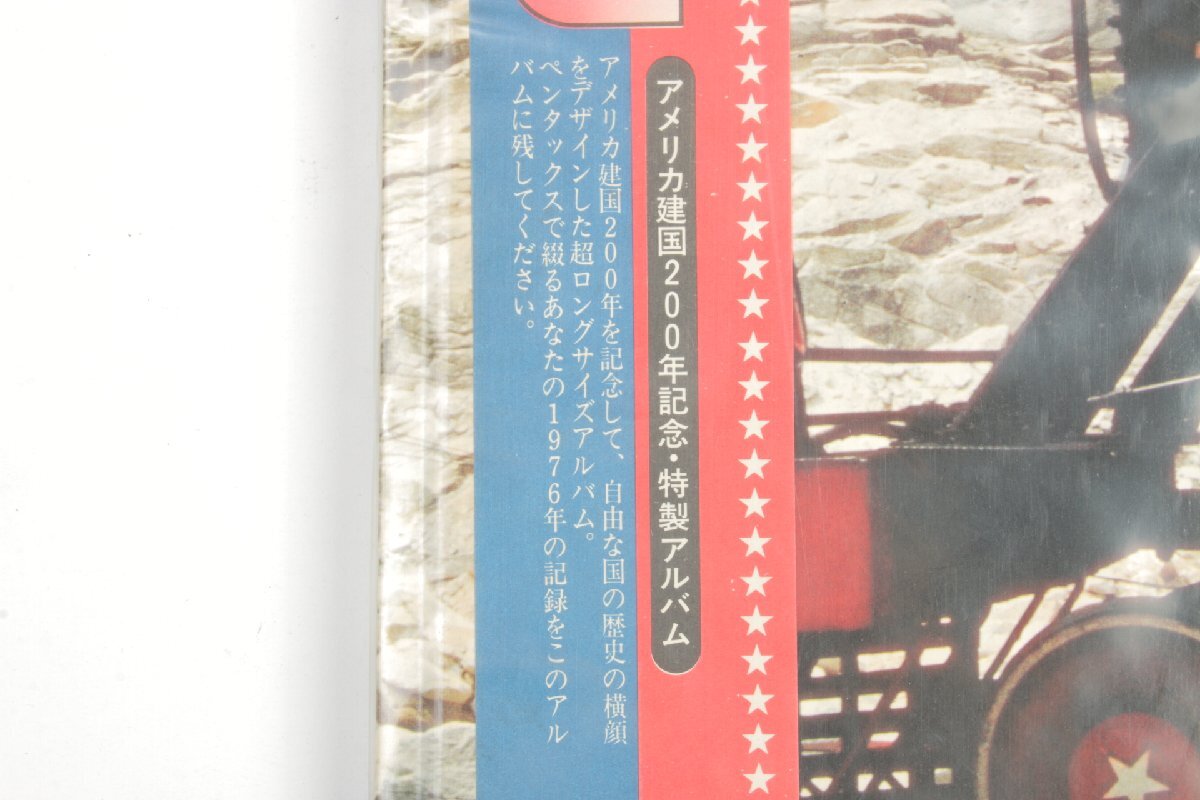 アメリカ建国200年記念・特製アルバム
アメリカ建国200年を記念して、自由な国の歴史の横顔
をデザインした超ロングサイズアルバム。
ペンタックスで綴るあなたの1976年の記録をこのアル
バムに残してください。